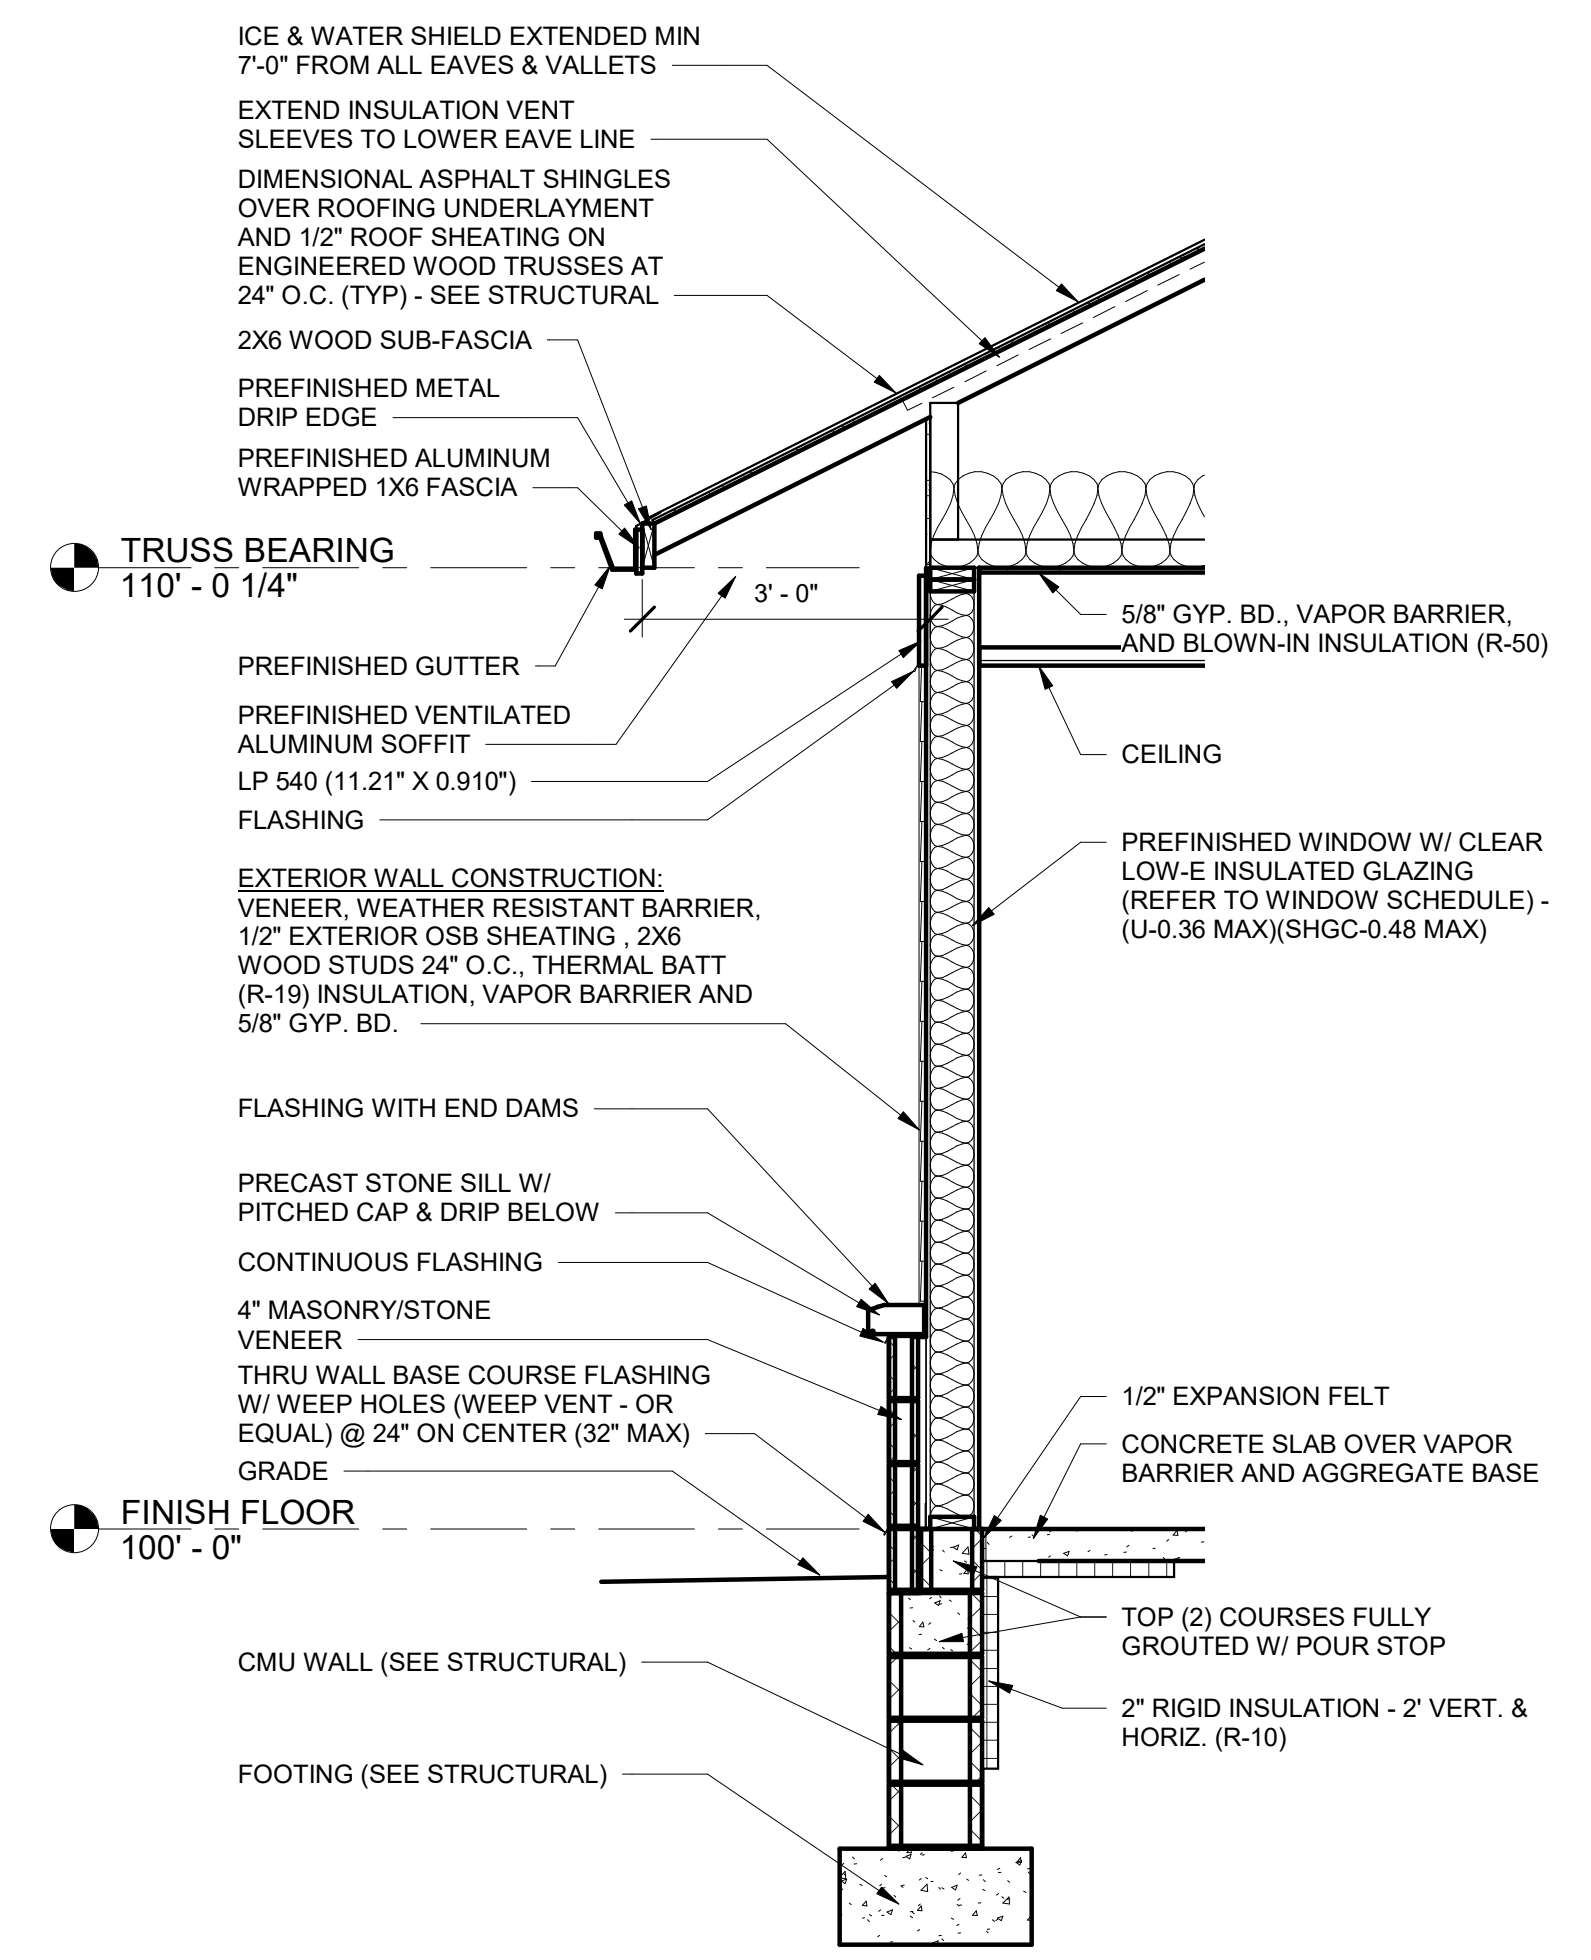 ICE & WATER SHIELD EXTENDED MIN
7'-0" FROM ALL EAVES & VALLETS
EXTEND INSULATION VENT
SLEEVES TO LOWER EAVE LINE
DIMENSIONAL ASPHALT SHINGLES
OVER ROOFING UNDERLAYMENT
AND 1/2" ROOF SHEATING ON
ENGINEERED WOOD TRUSSES AT
24" O.C. (TYP) - SEE STRUCTURAL
2X6 WOOD SUB-FASCIA
PREFINISHED METAL
DRIP EDGE
PREFINISHED ALUMINUM
WRAPPED 1X6 FASCIA
TRUSS BEARING
110' - 0 1/4"
3' - 0"
PREFINISHED GUTTER
PREFINISHED VENTILATED
ALUMINUM SOFFIT
LP 540 (11.21" X 0.910")
FLASHING
EXTERIOR WALL CONSTRUCTION:
VENEER, WEATHER RESISTANT BARRIER,
1/2" EXTERIOR OSB SHEATING , 2X6
WOOD STUDS 24" O.C., THERMAL BATT
(R-19) INSULATION, VAPOR BARRIER AND
5/8" GYP. BD.
FLASHING WITH END DAMS
PRECAST STONE SILL W/
PITCHED CAP & DRIP BELOW
CONTINUOUS FLASHING
4" MASONRY/STONE
VENEER
THRU WALL BASE COURSE FLASHING
W/ WEEP HOLES (WEEP VENT - OR
EQUAL) @ 24" ON CENTER (32" MAX)
GRADE
FINISH FLOOR
100' - 0"
CMU WALL (SEE STRUCTURAL)
FOOTING (SEE STRUCTURAL)
5/8" GYP. BD., VAPOR BARRIER,
AND BLOWN-IN INSULATION (R-50)
CEILING
PREFINISHED WINDOW W/ CLEAR
LOW-E INSULATED GLAZING
(REFER TO WINDOW SCHEDULE) -
(U-0.36 MAX)(SHGC-0.48 MAX)
1/2" EXPANSION FELT
CONCRETE SLAB OVER VAPOR
BARRIER AND AGGREGATE BASE
TOP (2) COURSES FULLY
GROUTED W/ POUR STOP
2" RIGID INSULATION - 2' VERT. &
HORIZ. (R-10)